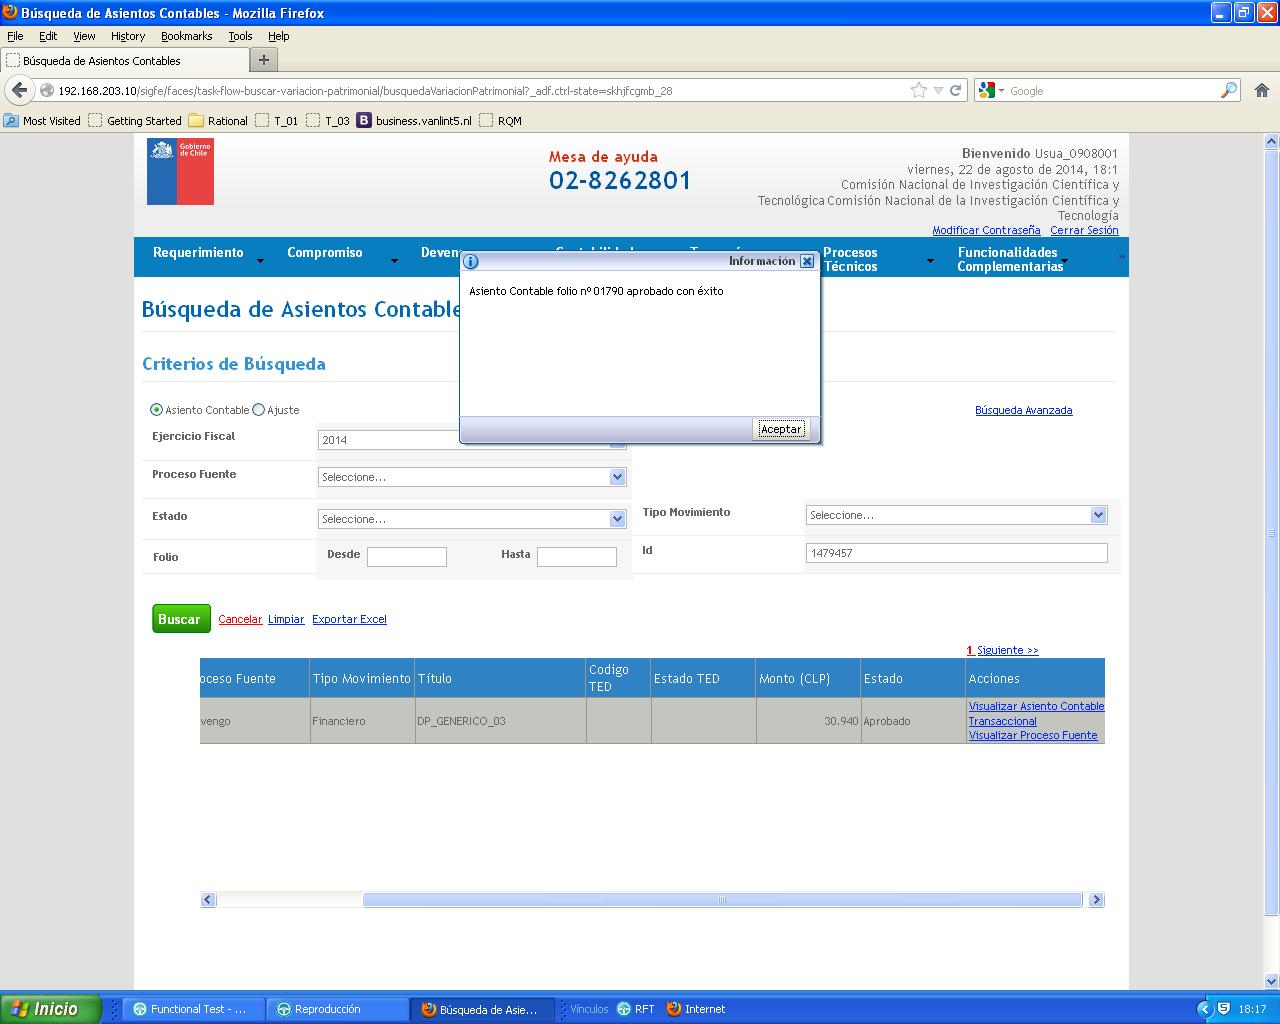 Búsqueda de Asientos Contables - Mozilla Firefox
File Edit View History Bookmarks Tools Help
Búsqueda de Asientos Contables
192.168.203.10/sigfe/faces/task-flow-buscar-variacion-patrimonial/busquedaVariacionPatrimonial?_adf.ctrl-state=skhjfcgmb_28
Google
Most Visited Getting Started Rational T_01 T_03 business.vanlint5.nl RQM
Gobierno
de Chile
Mesa de ayuda
02-8262801
Bienvenido Usua_0908001
viernes, 22 de agosto de 2014, 18:1
Comisión Nacional de Investigación Científica y
Tecnológica Comisión Nacional de la Investigación Científica y
Tecnología
Modificar Contraseña Cerrar Sesión
Requerimiento Compromiso Procesos Técnicos Funcionalidades Complementarias »
Información
Asiento Contable folio nº 01790 aprobado con éxito
Aceptar
Búsqueda de Asientos Contable
Criterios de Búsqueda
Asiento Contable Ajuste
Búsqueda Avanzada
Ejercicio Fiscal 2014
Proceso Fuente Seleccione...
Estado Seleccione... Tipo Movimiento Seleccione...
Folio Desde Hasta Id 1479457
Buscar Cancelar Limpiar Exportar Excel
1 Siguiente >>
oceso Fuente Tipo Movimiento Título Codigo TED Estado TED Monto (CLP) Estado Acciones
vengo Financiero DP_GENERICO_03 30.940 Aprobado Visualizar Asiento Contable
Transaccional
Visualizar Proceso Fuente
Inicio Functional Test - ... Reproducción Búsqueda de Asie... Vínculos RFT Internet 18:17